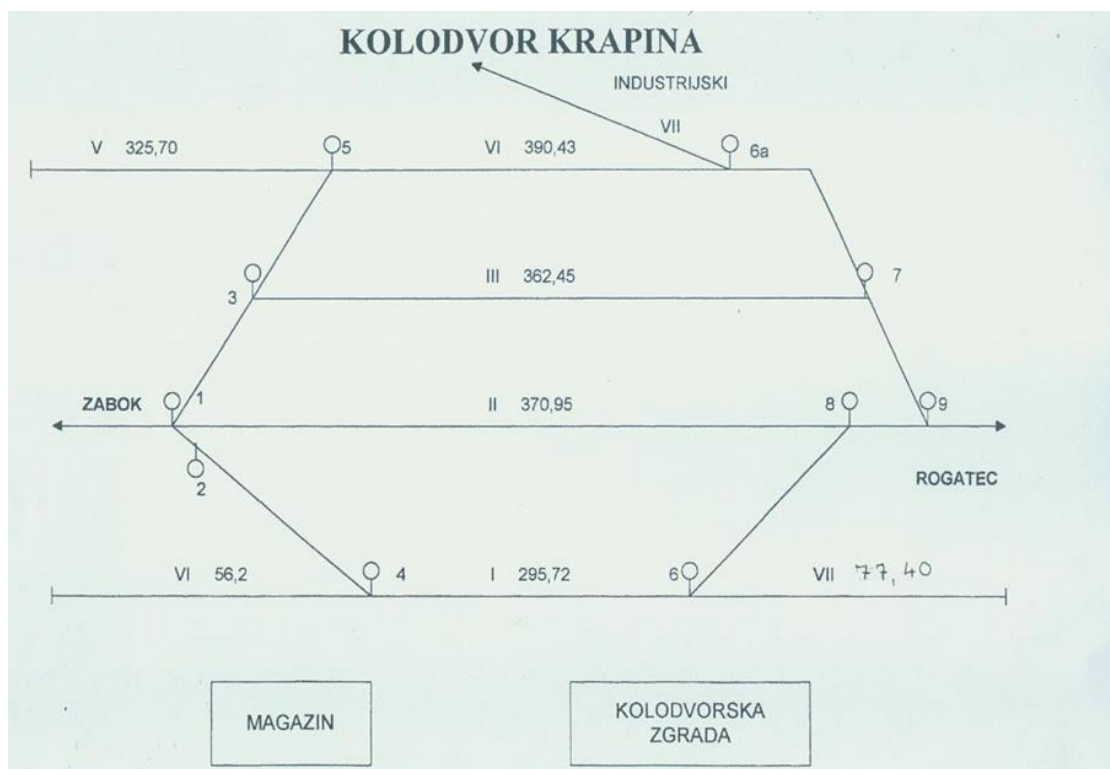 KOLODVOR KRAPINA
INDUSTRIJSKI
VII
V 325,70
5
VI 390,43
6a
3
III 362,45
7
ZABOK
1
II 370,95
8
9
2
ROGATEC
VI 56,2
4
I 295,72
6
VII 77,40
MAGAZIN
KOLODVORSKA
ZGRADA